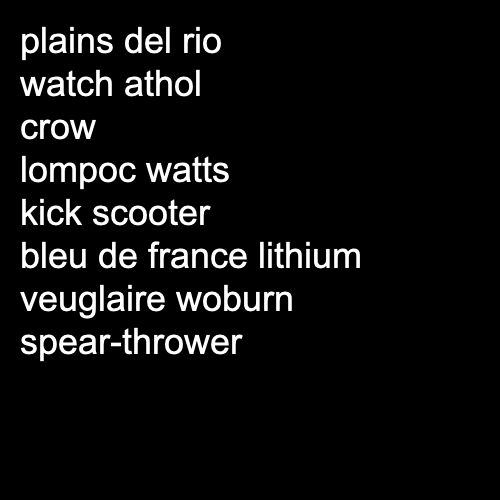 plains del rio
watch athol
crow
lompoc watts
kick scooter
bleu de france lithium
veuglaire woburn
spear-thrower